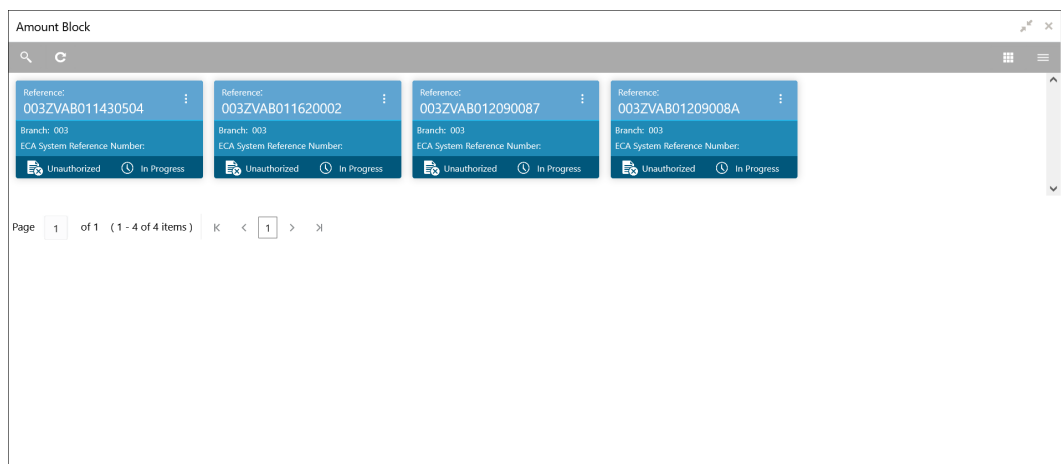 Amount Block
Reference:
003ZVAB011430504
Branch: 003
ECA System Reference Number:
Unauthorized In Progress
Reference:
003ZVAB011620002
Branch: 003
ECA System Reference Number:
Unauthorized In Progress
Reference:
003ZVAB012090087
Branch: 003
ECA System Reference Number:
Unauthorized In Progress
Reference:
003ZVAB01209008A
Branch: 003
ECA System Reference Number:
Unauthorized In Progress
Page 1 of 1 ( 1 - 4 of 4 items ) 1